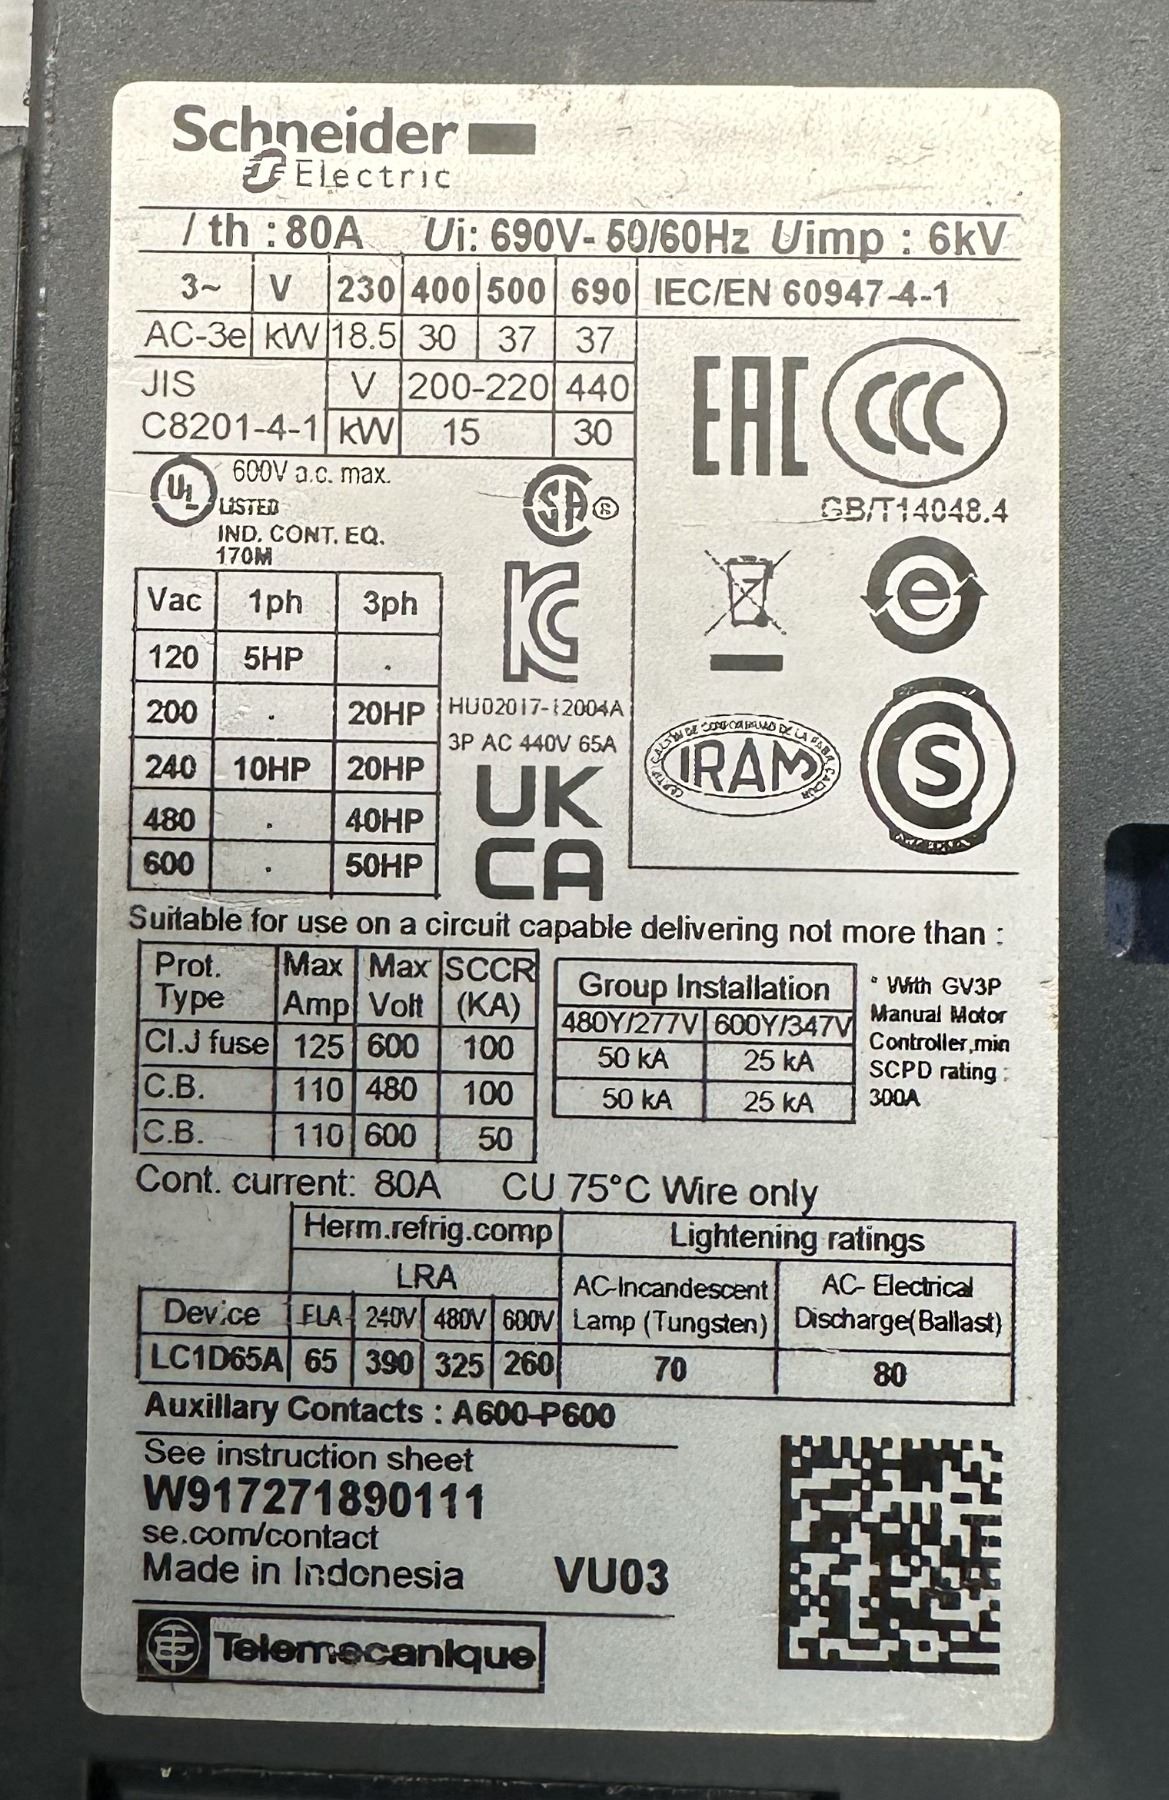 Schneider
Electric
Ith : 80A Ui: 690V- 50/60Hz Uimp : 6kV
3~ V 230 400 500 690 IEC/EN 60947-4-1
AC-3e kW 18.5 30 37 37
JIS V 200-220 440
C8201-4-1 kW 15 30
EAC CCC
GB/T14048.4
UL 600V a.c. max.
LISTED
IND. CONT. EQ.
170M
SA ®
Vac 1ph 3ph
120 5HP .
200 . 20HP
240 10HP 20HP
480 . 40HP
600 . 50HP
KC
HU02017-12004A
3P AC 440V 65A
UK
CA
e
IRAM
S
Suitable for use on a circuit capable delivering not more than :
Prot. Type Max Amp Max Volt SCCR (KA)
Cl.J fuse 125 600 100
C.B. 110 480 100
C.B. 110 600 50
Group Installation
480Y/277V 600Y/347V
50 kA 25 kA
50 kA 25 kA
* With GV3P
Manual Motor
Controller,min
SCPD rating :
300A
Cont. current: 80A CU 75°C Wire only
Herm.refrig.comp Lightening ratings
LRA AC-Incandescent Lamp (Tungsten) AC- Electrical Discharge(Ballast)
Device FLA 240V 480V 600V
LC1D65A 65 390 325 260 70 80
Auxillary Contacts : A600-P600
See instruction sheet
W917271890111
se.com/contact
Made in Indonesia VU03
Telemecanique